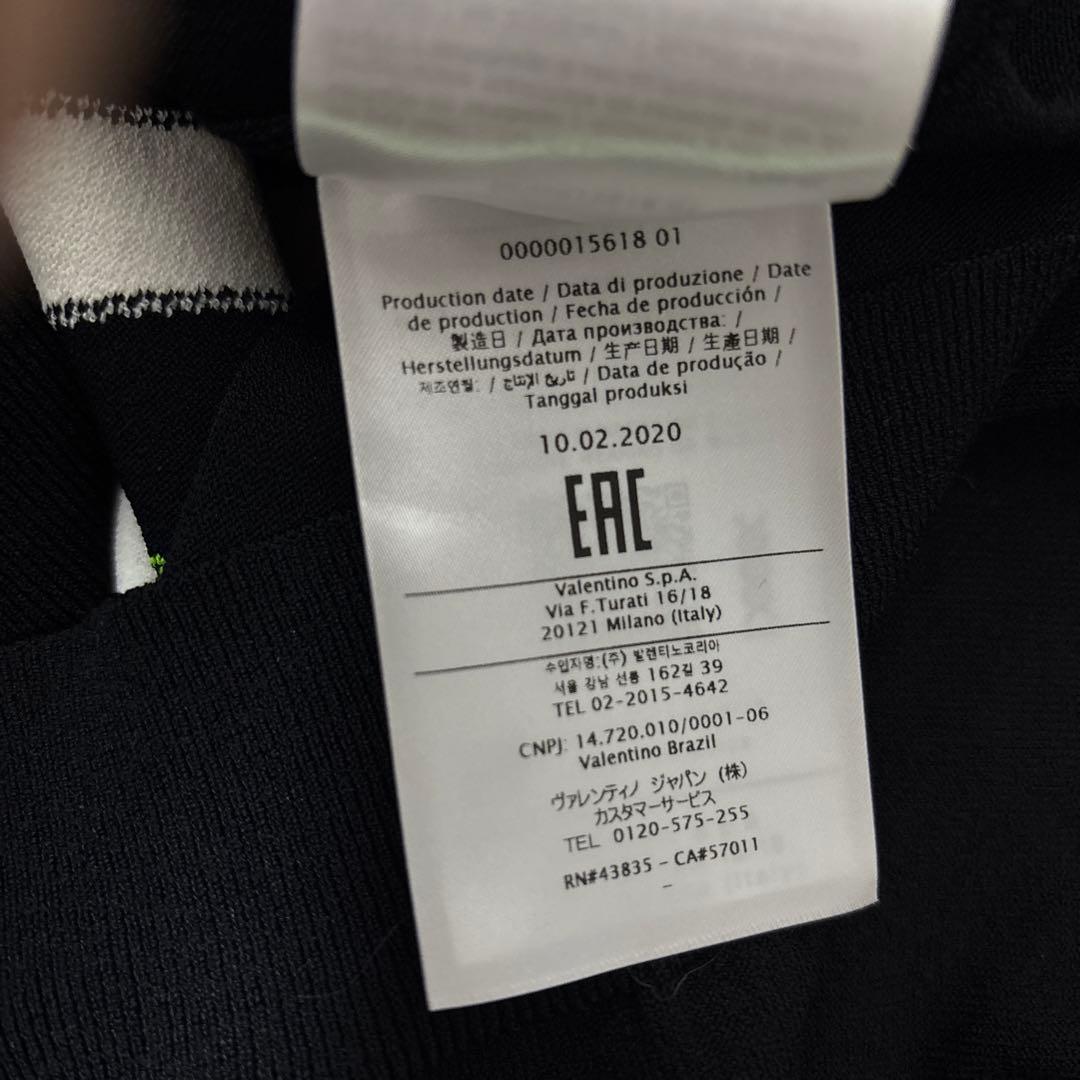 0000015618 01
Production date / Data di produzione / Date
de production / Fecha de producción /
製造日 / Дата производства: /
Herstellungsdatum / 生产日期 / 生產日期 /
제조연월: / تاريخ الإنتاج / Data de produção /
Tanggal produksi
10.02.2020
EAC
Valentino S.p.A.
Via F.Turati 16/18
20121 Milano (Italy)
수입자명:(주) 발렌티노코리아
서울 강남 선릉 162길 39
TEL 02-2015-4642
CNPJ: 14.720.010/0001-06
Valentino Brazil
ヴァレンティノ ジャパン (株)
カスタマーサービス
TEL 0120-575-255
RN#43835 - CA#57011
-